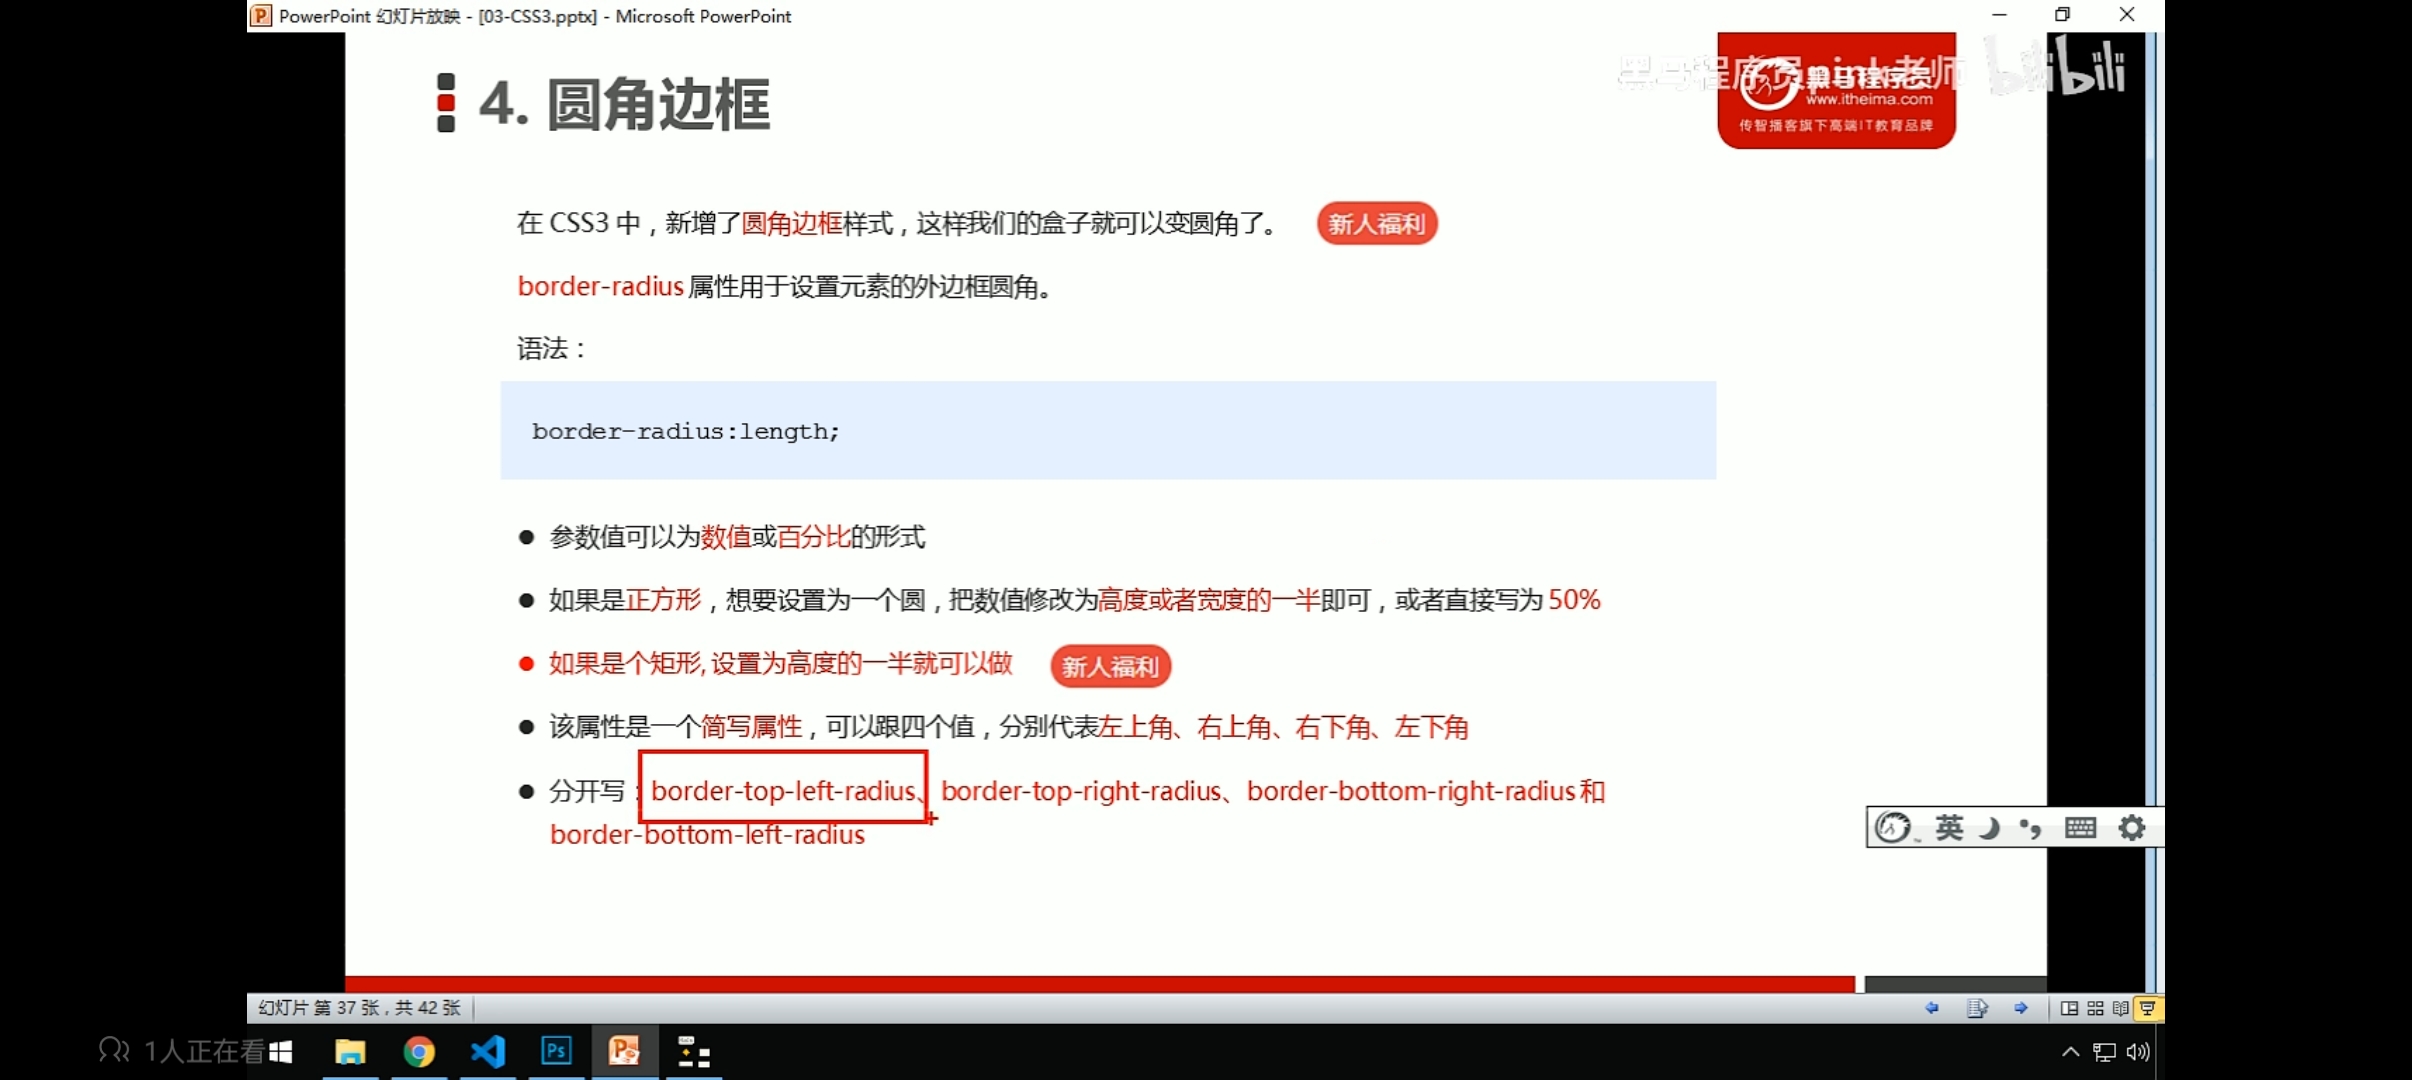 PowerPoint 幻灯片放映 - [03-CSS3.pptx] - Microsoft PowerPoint
4. 圆角边框
黑马程序员pink老师
bilibili
www.itheima.com
传智播客旗下高端IT教育品牌
在 CSS3 中，新增了圆角边框样式，这样我们的盒子就可以变圆角了。 新人福利
border-radius 属性用于设置元素的外边框圆角。
语法：
border-radius:length;
● 参数值可以为数值或百分比的形式
● 如果是正方形，想要设置为一个圆，把数值修改为高度或者宽度的一半即可，或者直接写为 50%
● 如果是个矩形, 设置为高度的一半就可以做 新人福利
● 该属性是一个简写属性，可以跟四个值，分别代表左上角、右上角、右下角、左下角
● 分开写：border-top-left-radius、border-top-right-radius、border-bottom-right-radius 和
border-bottom-left-radius
英
幻灯片 第 37 张，共 42 张
1人正在看
Ps